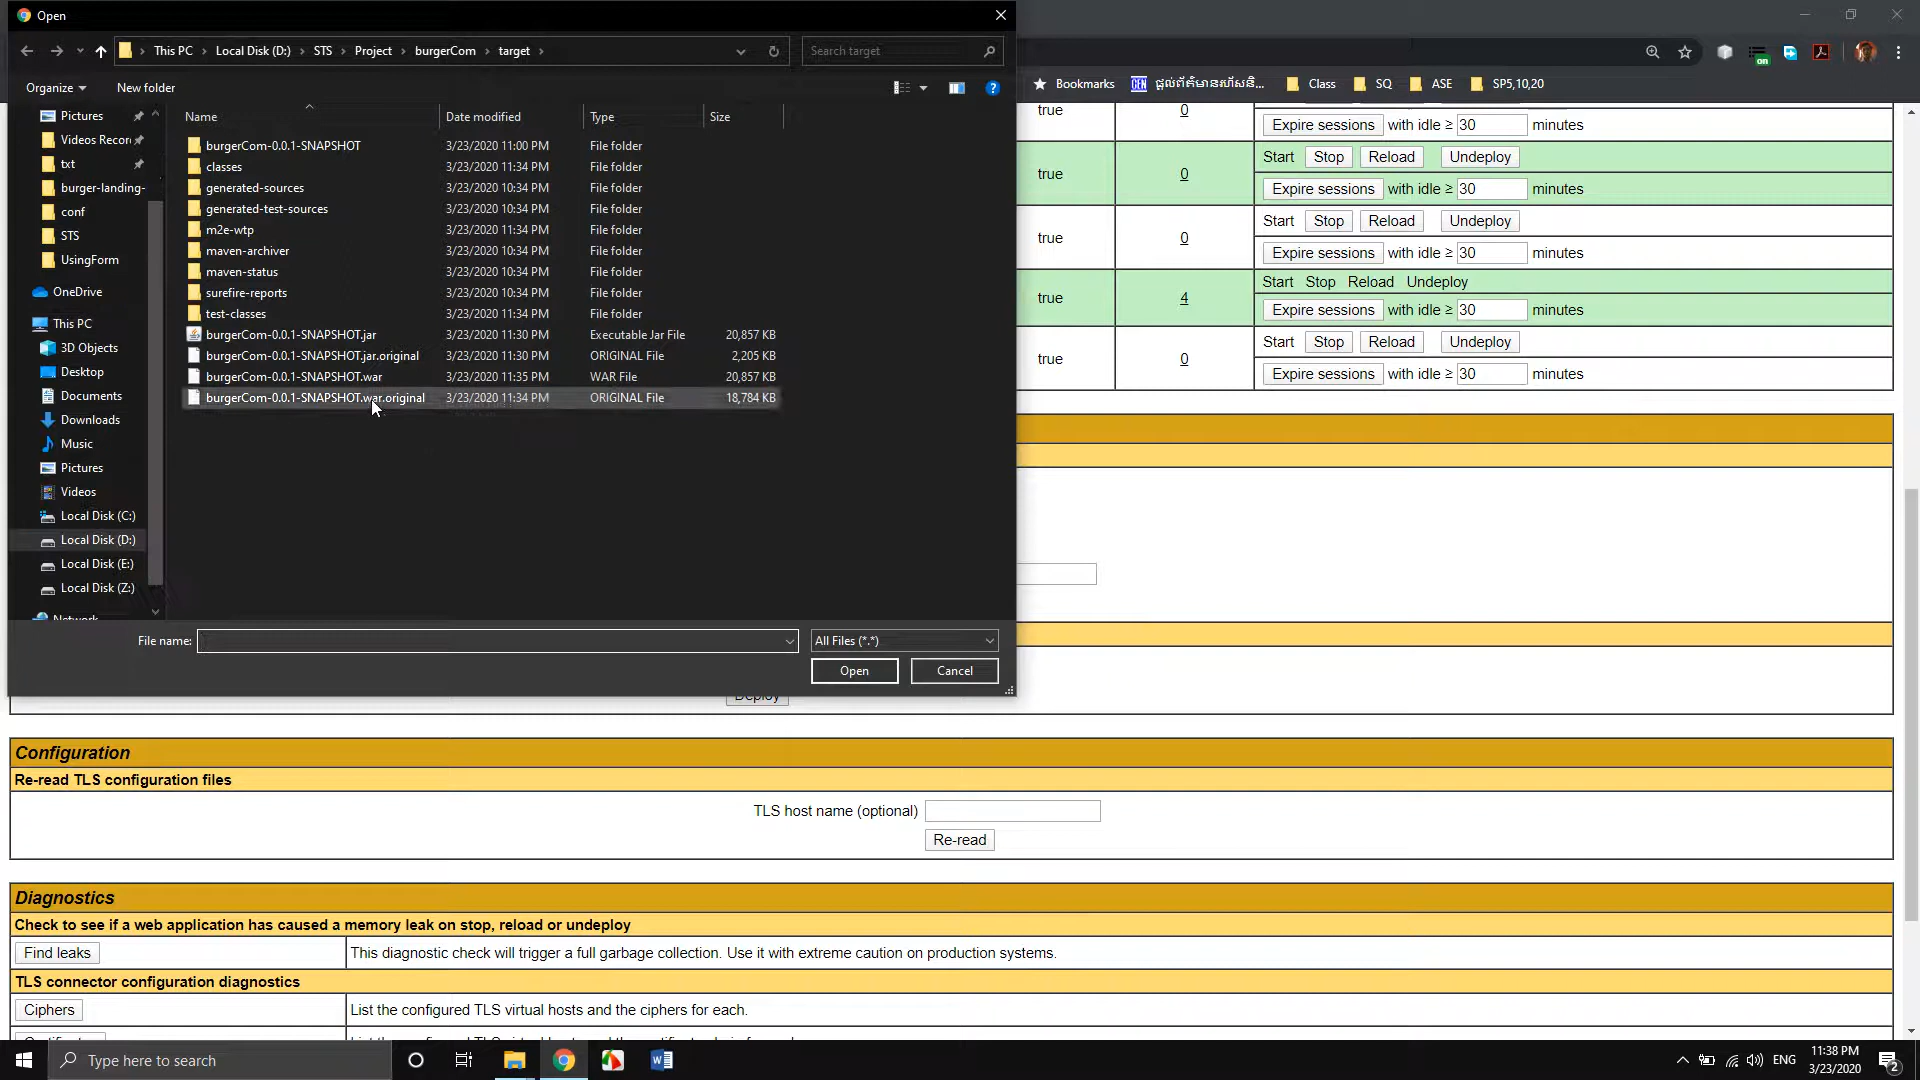 Open
This PC
Local Disk (D:)
STS
Project
burgerCom
target
Search target
Organize
New folder
Name
Date modified
Type
Size
Pictures
Videos Recor
txt
burger-landing-
conf
STS
UsingForm
OneDrive
This PC
3D Objects
Desktop
Documents
Downloads
Music
Pictures
Videos
Local Disk (C:)
Local Disk (D:)
Local Disk (E:)
Local Disk (Z:)
Network
burgerCom-0.0.1-SNAPSHOT 3/23/2020 11:00 PM File folder
classes 3/23/2020 11:34 PM File folder
generated-sources 3/23/2020 10:34 PM File folder
generated-test-sources 3/23/2020 10:34 PM File folder
m2e-wtp 3/23/2020 11:34 PM File folder
maven-archiver 3/23/2020 10:34 PM File folder
maven-status 3/23/2020 10:34 PM File folder
surefire-reports 3/23/2020 10:34 PM File folder
test-classes 3/23/2020 11:34 PM File folder
burgerCom-0.0.1-SNAPSHOT.jar 3/23/2020 11:30 PM Executable Jar File 20,857 KB
burgerCom-0.0.1-SNAPSHOT.jar.original 3/23/2020 11:30 PM ORIGINAL File 2,205 KB
burgerCom-0.0.1-SNAPSHOT.war 3/23/2020 11:35 PM WAR File 20,857 KB
burgerCom-0.0.1-SNAPSHOT.war.original 3/23/2020 11:34 PM ORIGINAL File 18,784 KB
File name:
All Files (*.*)
Open Cancel
on
Bookmarks
GEN
Class
SQ
ASE
SP5,10,20
true 0
Expire sessions with idle ≥ 30 minutes
true 0
Start Stop Reload Undeploy
Expire sessions with idle ≥ 30 minutes
true 0
Start Stop Reload Undeploy
Expire sessions with idle ≥ 30 minutes
true 4
Start Stop Reload Undeploy
Expire sessions with idle ≥ 30 minutes
true 0
Start Stop Reload Undeploy
Expire sessions with idle ≥ 30 minutes
Deploy
Configuration
Re-read TLS configuration files
TLS host name (optional)
Re-read
Diagnostics
Check to see if a web application has caused a memory leak on stop, reload or undeploy
Find leaks This diagnostic check will trigger a full garbage collection. Use it with extreme caution on production systems.
TLS connector configuration diagnostics
Ciphers List the configured TLS virtual hosts and the ciphers for each.
Type here to search
ENG
11:38 PM
3/23/2020
2